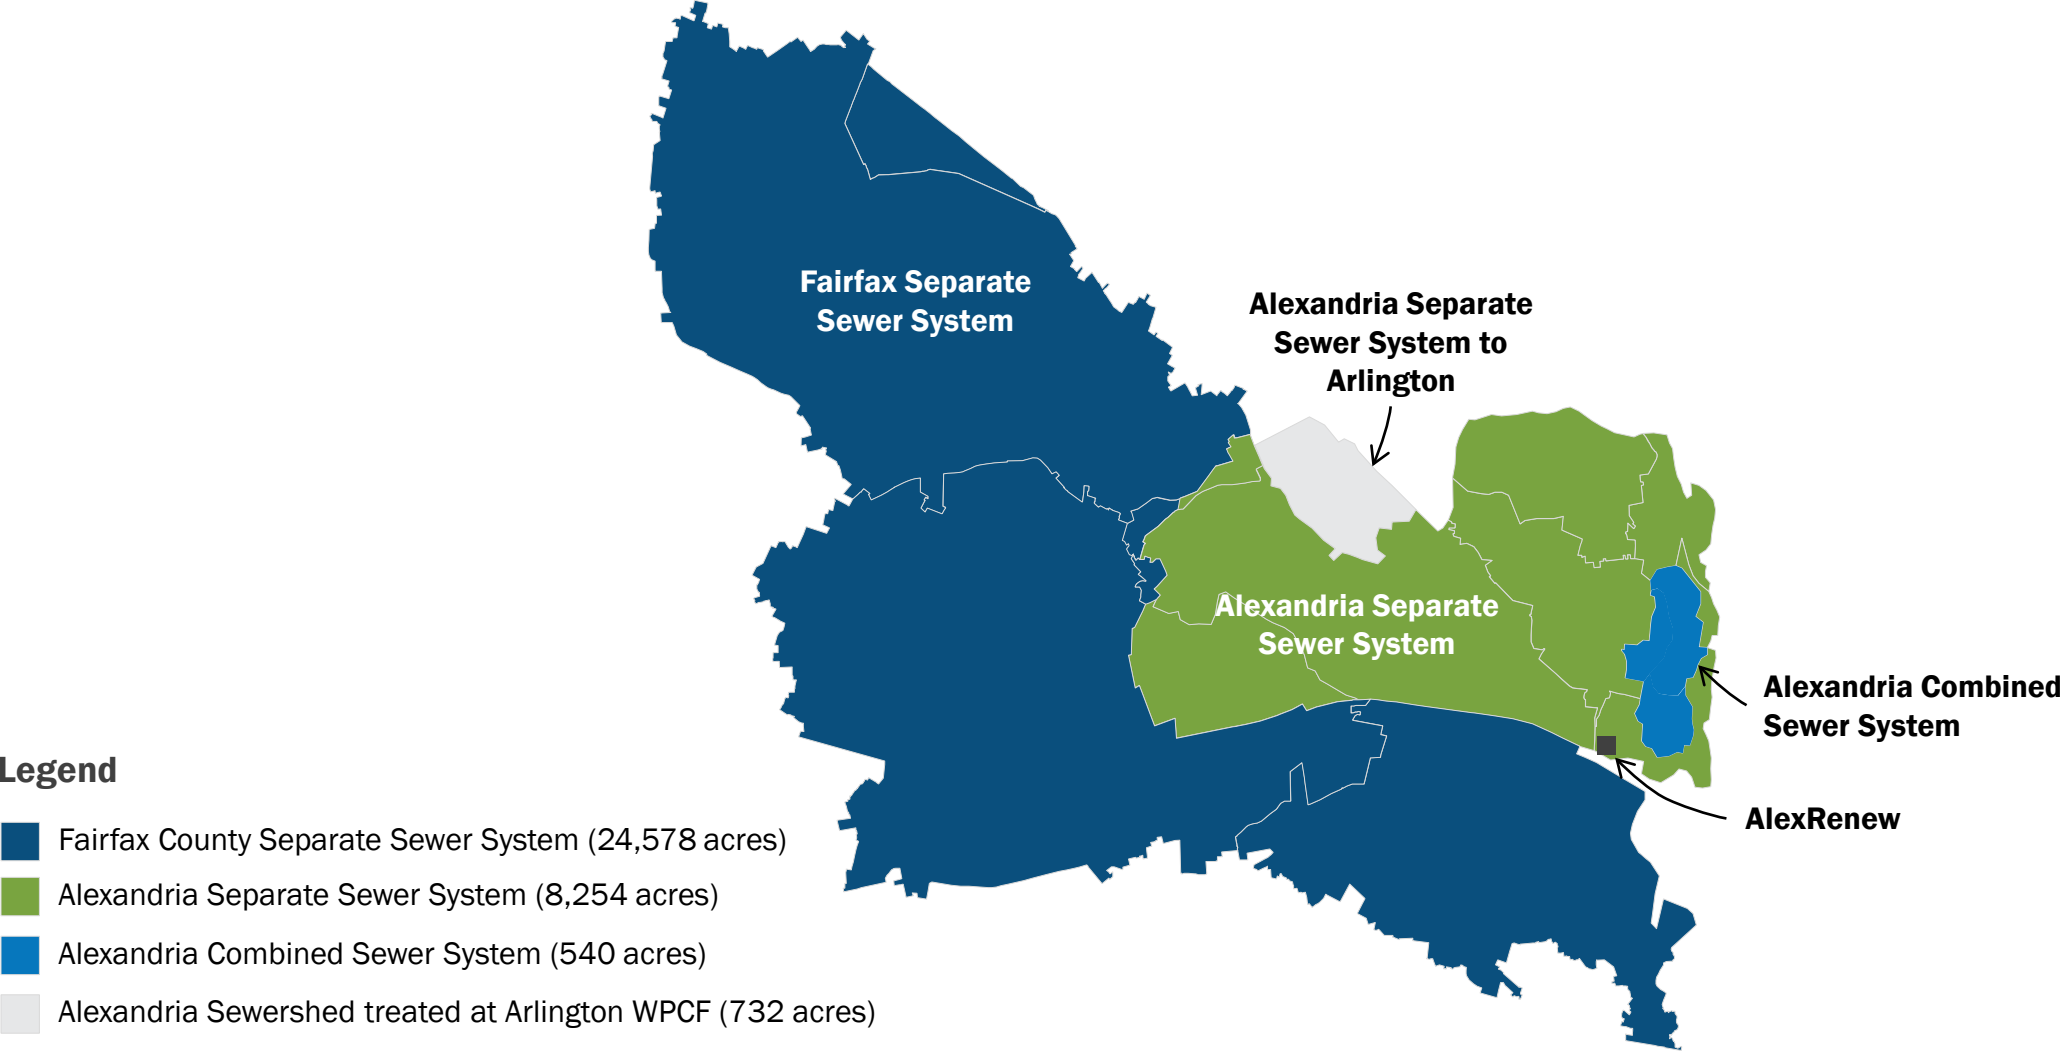 Fairfax Separate
Sewer System
Alexandria Separate
Sewer System to
Arlington
Alexandria Separate
Sewer System
Alexandria Combined
Sewer System
AlexRenew
Legend
Fairfax County Separate Sewer System (24,578 acres)
Alexandria Separate Sewer System (8,254 acres)
Alexandria Combined Sewer System (540 acres)
Alexandria Sewershed treated at Arlington WPCF (732 acres)